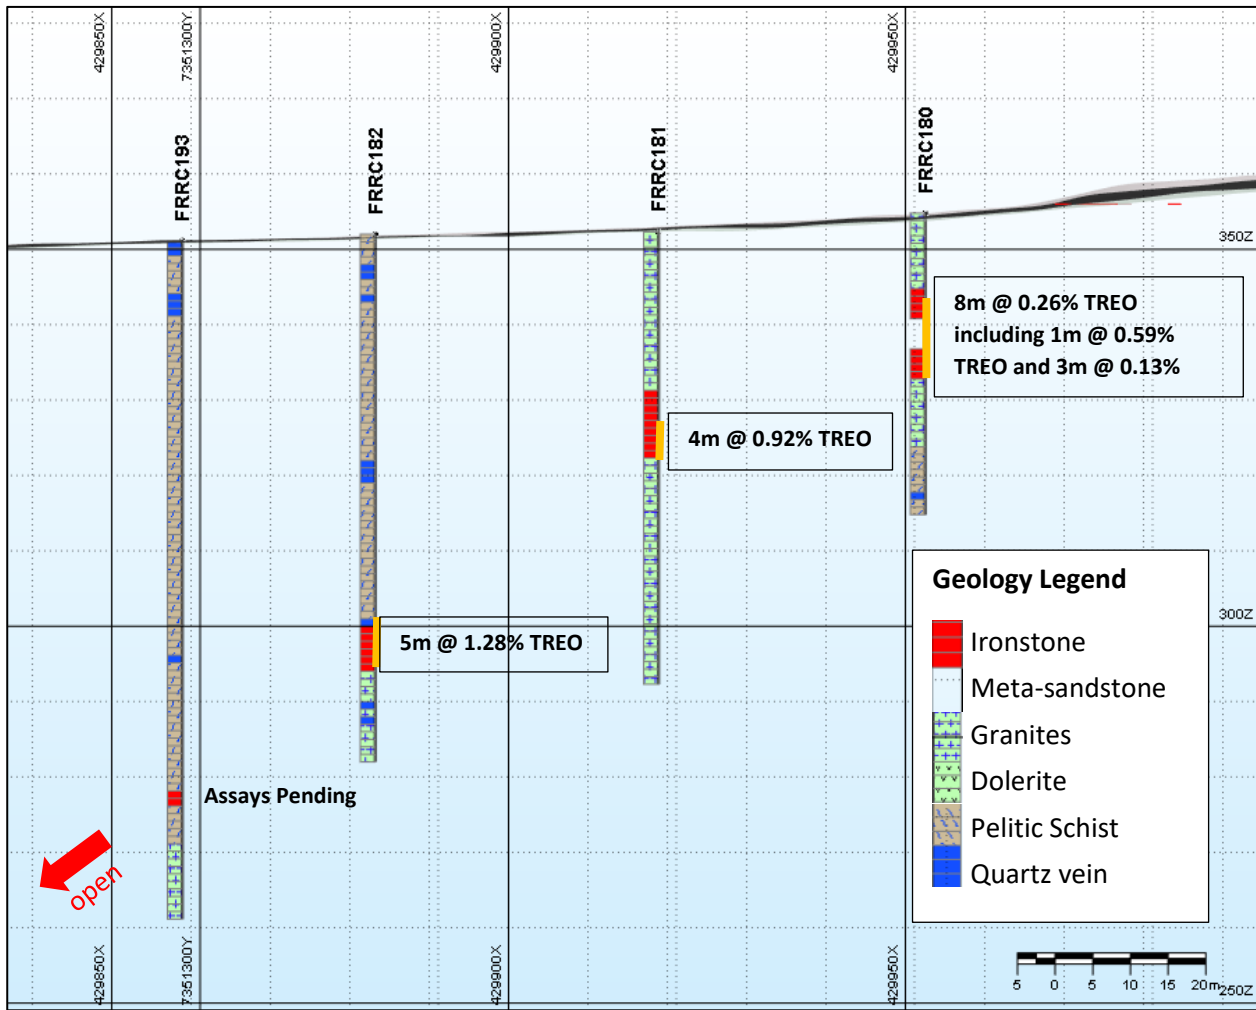 429850X
7351300Y
429900X
429950X
FRRC193
FRRC182
FRRC181
FRRC180
350Z
8m @ 0.26% TREO
including 1m @ 0.59%
TREO and 3m @ 0.13%
4m @ 0.92% TREO
300Z
5m @ 1.28% TREO
Assays Pending
open
Geology Legend
Ironstone
Meta-sandstone
Granites
Dolerite
Pelitic Schist
Quartz vein
429850X
7351300Y
429900X
429950X
5 0 5 10 15 20m
250Z